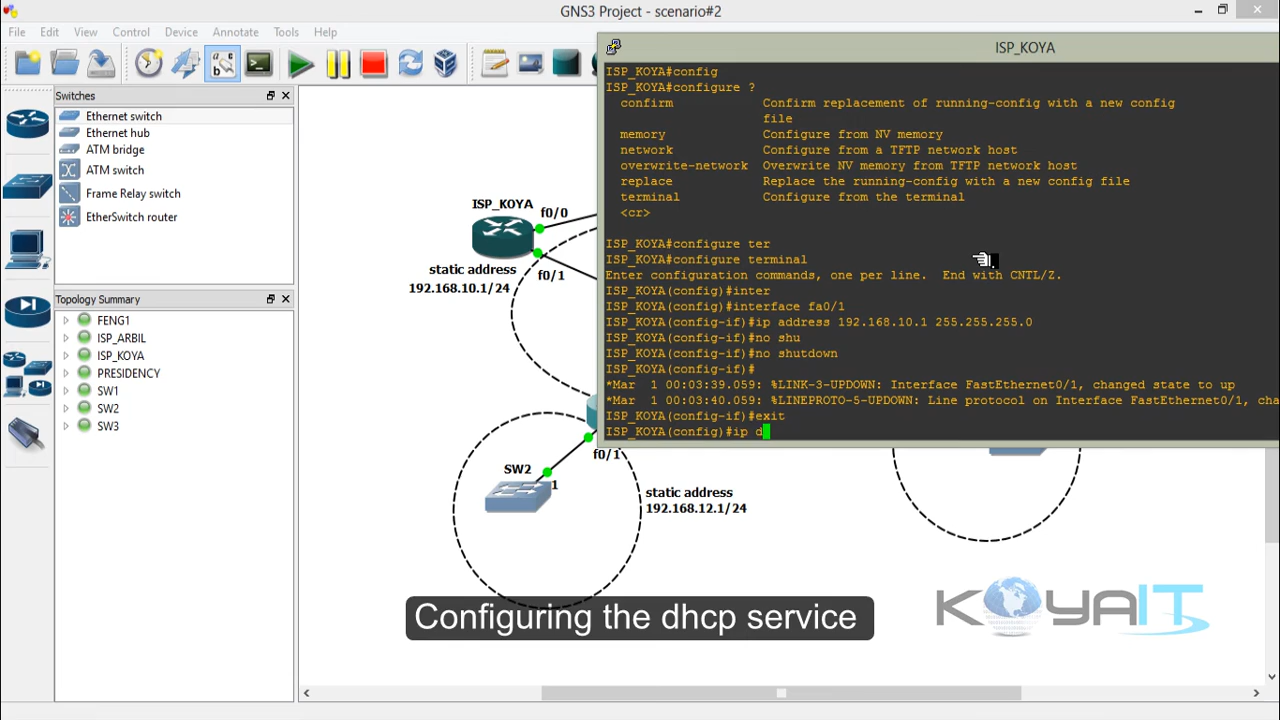 GNS3 Project - scenario#2
File Edit View Control Device Annotate Tools Help
Switches
Ethernet switch
Ethernet hub
ATM bridge
ATM switch
Frame Relay switch
EtherSwitch router
Topology Summary
FENG1
ISP_ARBIL
ISP_KOYA
PRESIDENCY
SW1
SW2
SW3
ISP_KOYA
f0/0
f0/1
static address
192.168.10.1/24
f0/1
SW2
1
static address
192.168.12.1/24
ISP_KOYA
ISP_KOYA#config
ISP_KOYA#configure ?
confirm Confirm replacement of running-config with a new config
file
memory Configure from NV memory
network Configure from a TFTP network host
overwrite-network Overwrite NV memory from TFTP network host
replace Replace the running-config with a new config file
terminal Configure from the terminal
<cr>
ISP_KOYA#configure ter
ISP_KOYA#configure terminal
Enter configuration commands, one per line. End with CNTL/Z.
ISP_KOYA(config)#inter
ISP_KOYA(config)#interface fa0/1
ISP_KOYA(config-if)#ip address 192.168.10.1 255.255.255.0
ISP_KOYA(config-if)#no shu
ISP_KOYA(config-if)#no shutdown
ISP_KOYA(config-if)#
*Mar 1 00:03:39.059: %LINK-3-UPDOWN: Interface FastEthernet0/1, changed state to up
*Mar 1 00:03:40.059: %LINEPROTO-5-UPDOWN: Line protocol on Interface FastEthernet0/1, cha
ISP_KOYA(config-if)#exit
ISP_KOYA(config)#ip d
Configuring the dhcp service
KOYAIT